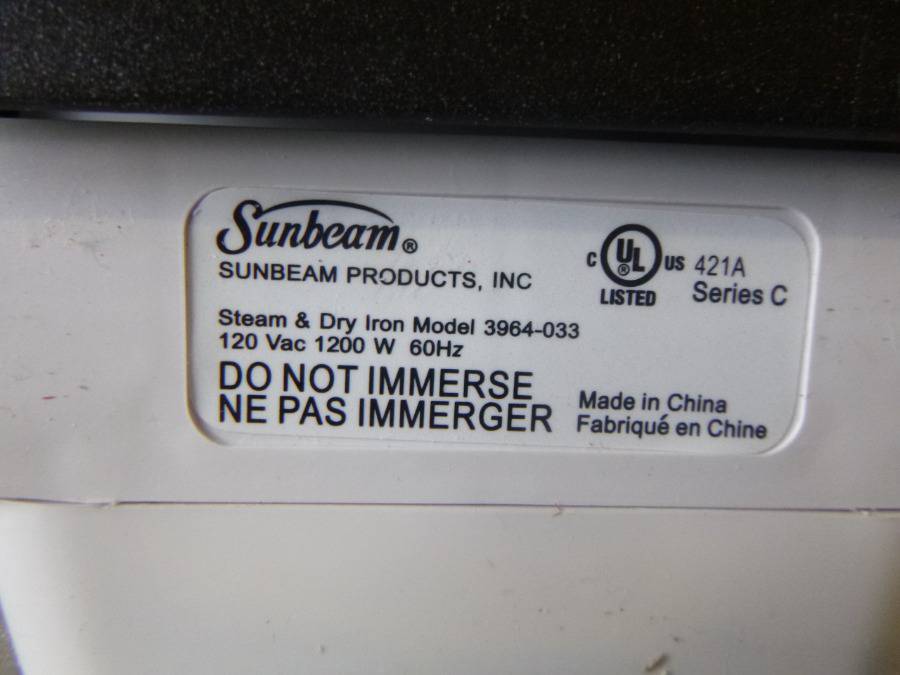 Sunbeam®
SUNBEAM PRODUCTS, INC
Steam & Dry Iron Model 3964-033
120 Vac 1200 W 60Hz
DO NOT IMMERSE
NE PAS IMMERGER
C UL® US 421A
LISTED Series C
Made in China
Fabriqué en Chine